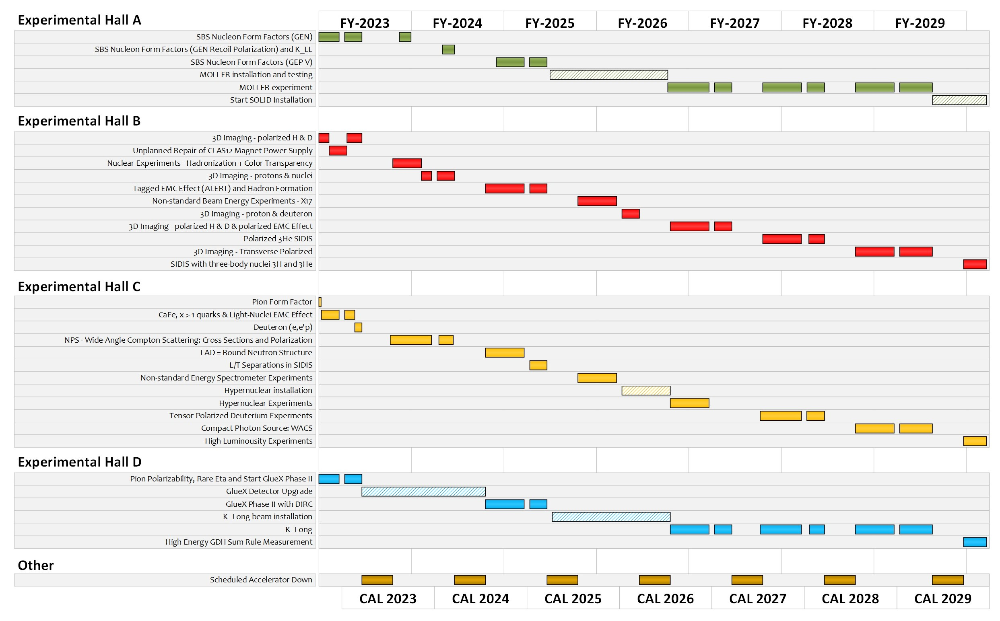 Experimental Hall A
FY-2023 FY-2024 FY-2025 FY-2026 FY-2027 FY-2028 FY-2029
SBS Nucleon Form Factors (GEN)
SBS Nucleon Form Factors (GEN Recoil Polarization) and K_LL
SBS Nucleon Form Factors (GEP-V)
MOLLER installation and testing
MOLLER experiment
Start SOLID Installation
Experimental Hall B
3D Imaging - polarized H & D
Unplanned Repair of CLAS12 Magnet Power Supply
Nuclear Experiments - Hadronization + Color Transparency
3D Imaging - protons & nuclei
Tagged EMC Effect (ALERT) and Hadron Formation
Non-standard Beam Energy Experiments - X17
3D Imaging - proton & deuteron
3D Imaging - polarized H & D & polarized EMC Effect
Polarized 3He SIDIS
3D Imaging - Transverse Polarized
SIDIS with three-body nuclei 3H and 3He
Experimental Hall C
Pion Form Factor
CaFe, x > 1 quarks & Light-Nuclei EMC Effect
Deuteron (e,e'p)
NPS - Wide-Angle Compton Scattering: Cross Sections and Polarization
LAD = Bound Neutron Structure
L/T Separations in SIDIS
Non-standard Energy Spectrometer Experiments
Hypernuclear installation
Hypernuclear Experiments
Tensor Polarized Deuterium Experments
Compact Photon Source: WACS
High Luminousity Experiments
Experimental Hall D
Pion Polarizability, Rare Eta and Start GlueX Phase II
GlueX Detector Upgrade
GlueX Phase II with DIRC
K_Long beam installation
K_Long
High Energy GDH Sum Rule Measurement
Other
Scheduled Accelerator Down
CAL 2023 CAL 2024 CAL 2025 CAL 2026 CAL 2027 CAL 2028 CAL 2029